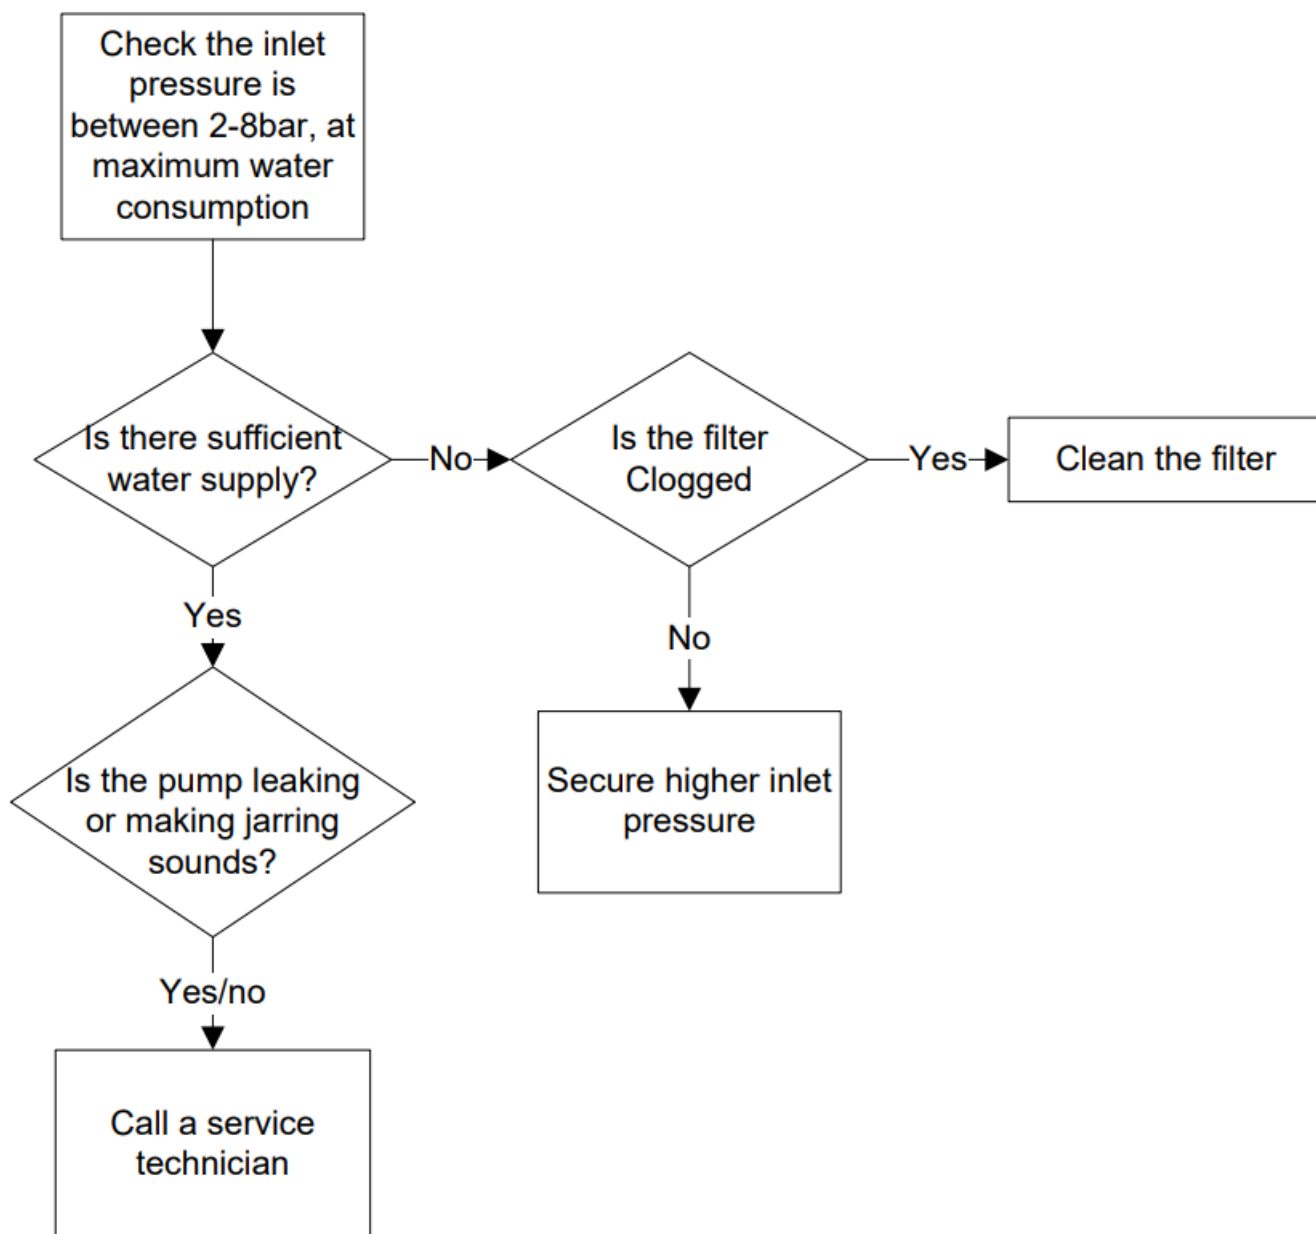 Check the inlet
pressure is
between 2-8bar, at
maximum water
consumption
Is there sufficient
water supply?
No
Is the filter
Clogged
Yes
Clean the filter
Yes
No
Is the pump leaking
or making jarring
sounds?
Secure higher inlet
pressure
Yes/no
Call a service
technician